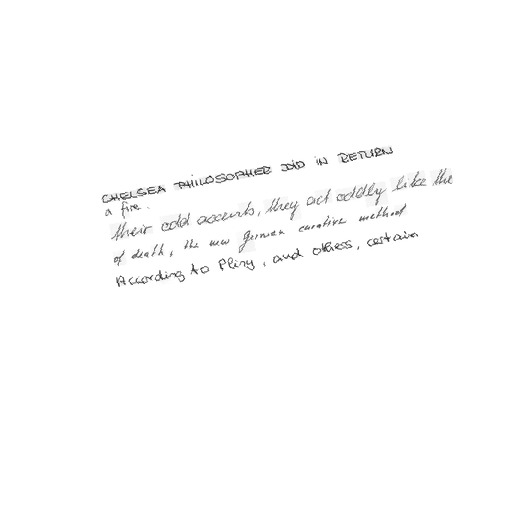 CHELSEA PHILOSOPHER DID IN RETURN
a fire.
their odd accents, they act oddly like the
of death, the new german curative method
According to Pliny, and others, certain